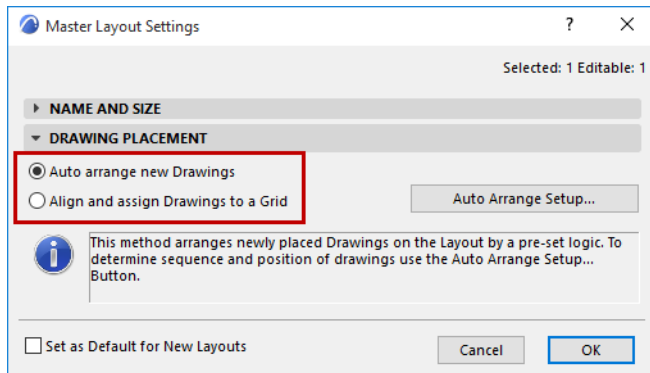 Master Layout Settings
?
Selected: 1 Editable: 1
NAME AND SIZE
DRAWING PLACEMENT
Auto arrange new Drawings
Align and assign Drawings to a Grid
Auto Arrange Setup...
This method arranges newly placed Drawings on the Layout by a pre-set logic. To
determine sequence and position of drawings use the Auto Arrange Setup...
Button.
Set as Default for New Layouts
Cancel
OK